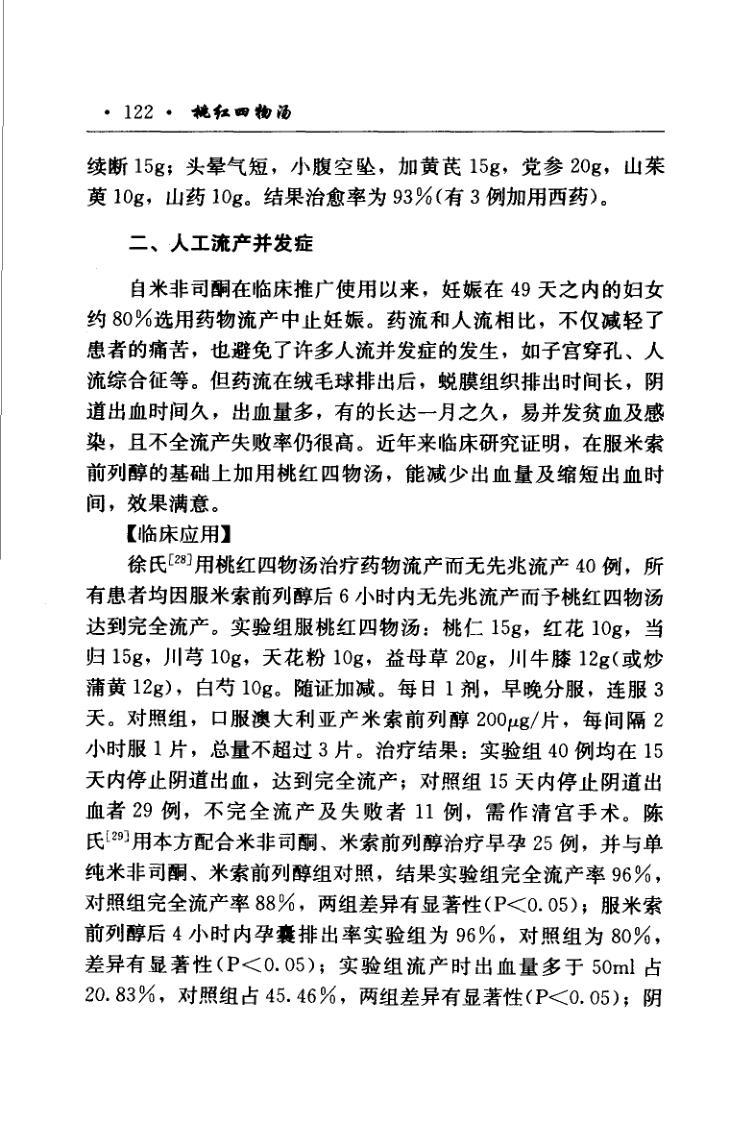 · 122 · 桃红四物汤
续断 15g；头晕气短，小腹空坠，加黄芪 15g，党参 20g，山茱
萸 10g，山药 10g。结果治愈率为 93％(有 3 例加用西药)。
二、人工流产并发症
自米非司酮在临床推广使用以来，妊娠在 49 天之内的妇女
约 80％选用药物流产中止妊娠。药流和人流相比，不仅减轻了
患者的痛苦，也避免了许多人流并发症的发生，如子宫穿孔、人
流综合征等。但药流在绒毛球排出后，蜕膜组织排出时间长，阴
道出血时间久，出血量多，有的长达一月之久，易并发贫血及感
染，且不全流产失败率仍很高。近年来临床研究证明，在服米索
前列醇的基础上加用桃红四物汤，能减少出血量及缩短出血时
间，效果满意。
【临床应用】
徐氏[28]用桃红四物汤治疗药物流产而无先兆流产 40 例，所
有患者均因服米索前列醇后 6 小时内无先兆流产而予桃红四物汤
达到完全流产。实验组服桃红四物汤：桃仁 15g，红花 10g，当
归 15g，川芎 10g，天花粉 10g，益母草 20g，川牛膝 12g(或炒
蒲黄 12g)，白芍 10g。随证加减。每日 1 剂，早晚分服，连服 3
天。对照组，口服澳大利亚产米索前列醇 200μg/片，每间隔 2
小时服 1 片，总量不超过 3 片。治疗结果：实验组 40 例均在 15
天内停止阴道出血，达到完全流产；对照组 15 天内停止阴道出
血者 29 例，不完全流产及失败者 11 例，需作清宫手术。陈
氏[29]用本方配合米非司酮、米索前列醇治疗早孕 25 例，并与单
纯米非司酮、米索前列醇组对照，结果实验组完全流产率 96％，
对照组完全流产率 88％，两组差异有显著性(P＜0.05)；服米索
前列醇后 4 小时内孕囊排出率实验组为 96％，对照组为 80％，
差异有显著性(P＜0.05)；实验组流产时出血量多于 50ml 占
20.83％，对照组占 45.46％，两组差异有显著性(P＜0.05)；阴